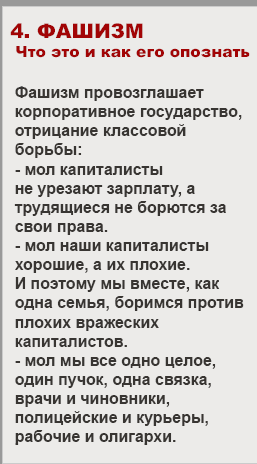 4. ФАШИЗМ
Что это и как его опознать
Фашизм провозглашает
корпоративное государство,
отрицание классовой
борьбы:
- мол капиталисты
не урезают зарплату, а
трудящиеся не борются за
свои права.
- мол наши капиталисты
хорошие, а их плохие.
И поэтому мы вместе, как
одна семья, боримся против
плохих вражеских
капиталистов.
- мол мы все одно целое,
один пучок, одна связка,
врачи и чиновники,
полицейские и курьеры,
рабочие и олигархи.